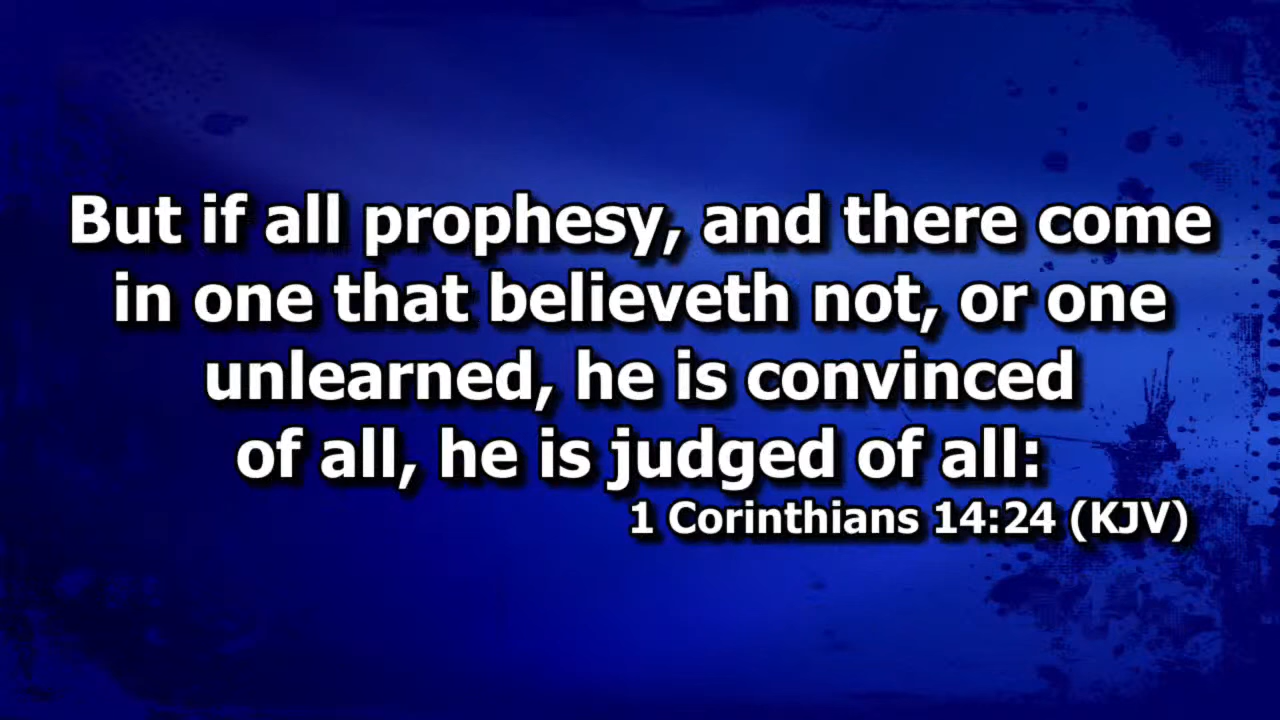 But if all prophesy, and there come
in one that believeth not, or one
unlearned, he is convinced
of all, he is judged of all:
1 Corinthians 14:24 (KJV)